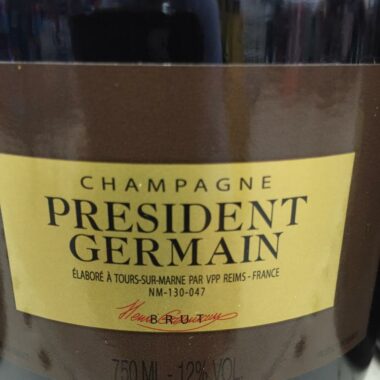 CHAMPAGNE
PRESIDENT
GERMAIN
ÉLABORÉ À TOURS-SUR-MARNE PAR VPP REIMS - FRANCE
NM-130-047
BRUT
750 ML - 12% VOL.